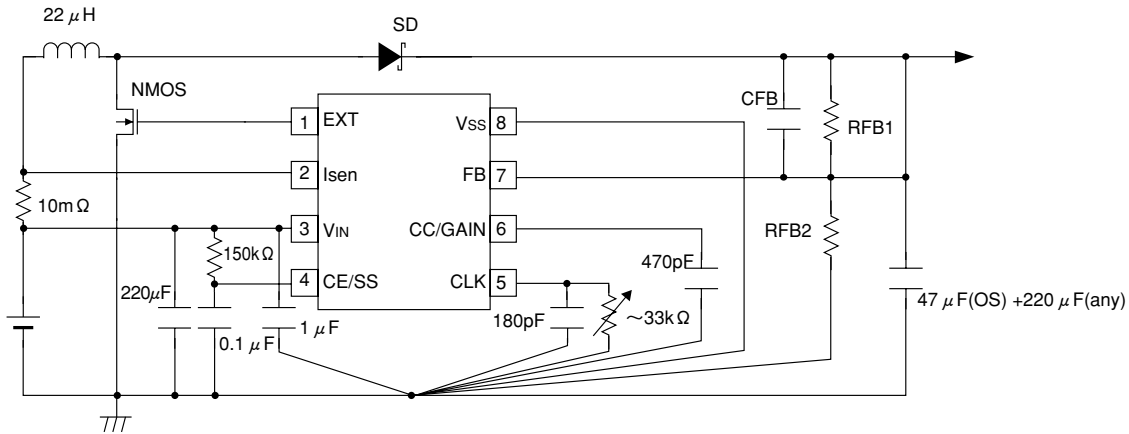 22 μH
SD
NMOS
CFB
RFB1
1 EXT
VSS 8
2 Isen
FB 7
10mΩ
3 VIN
CC/GAIN 6
RFB2
150kΩ
470pF
4 CE/SS
CLK 5
220μF
180pF
~33kΩ
47 μF(OS) +220 μF(any)
1 μF
0.1 μF